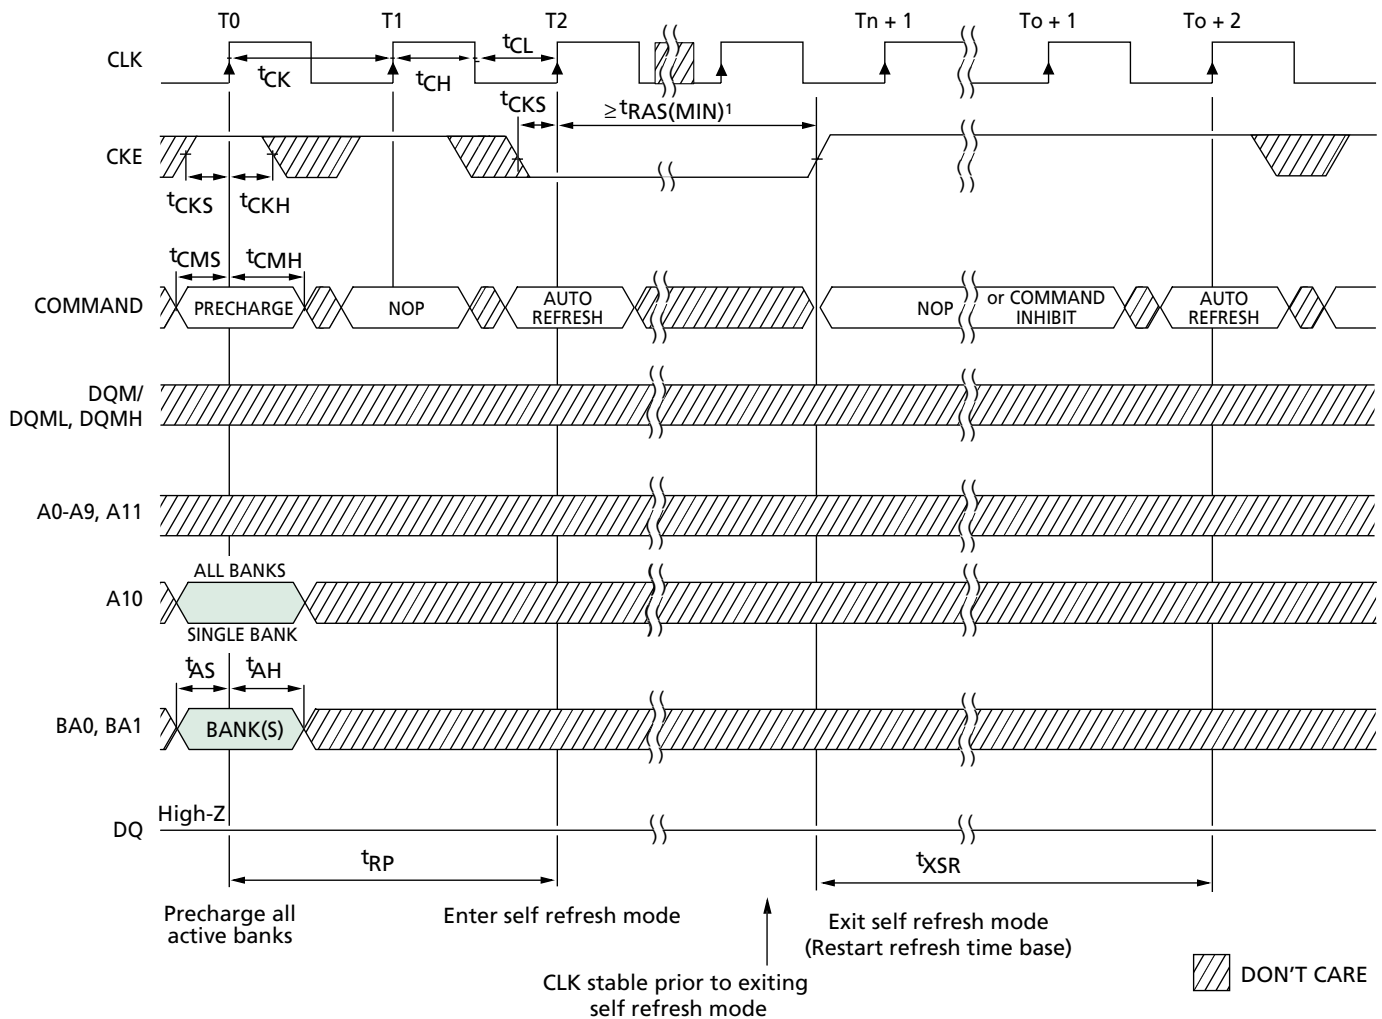 T0 T1 T2 Tn + 1 To + 1 To + 2
CLK
tCK tCH tCL
tCKS ≥tRAS(MIN)¹
CKE
tCKS tCKH
tCMS tCMH
COMMAND PRECHARGE NOP AUTO REFRESH NOP or COMMAND INHIBIT AUTO REFRESH
DQM/
DQML, DQMH
A0-A9, A11
ALL BANKS
A10
SINGLE BANK
tAS tAH
BA0, BA1 BANK(S)
High-Z
DQ
tRP tXSR
Precharge all
active banks
Enter self refresh mode
Exit self refresh mode
(Restart refresh time base)
CLK stable prior to exiting
self refresh mode
DON'T CARE